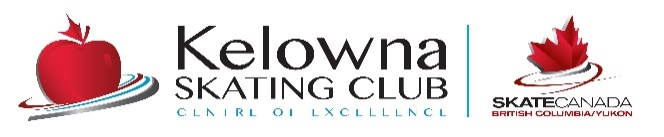 Kelowna
SKATING CLUB
CENTRE OF EXCELLENCE
SKATECANADA
BRITISH COLUMBIA/YUKON